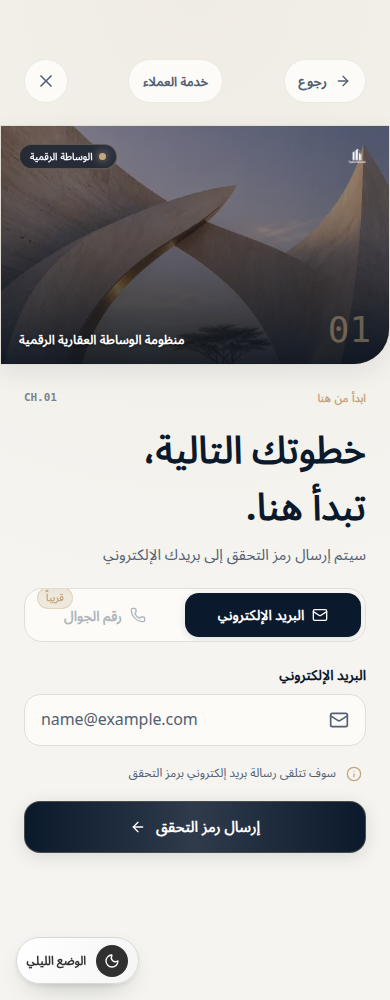 رجوع
خدمة العملاء
الوساطة الرقمية
01
منظومة الوساطة العقارية الرقمية
ابدأ من هنا
CH.01
خطوتك التالية،
تبدأ هنا.
سيتم إرسال رمز التحقق إلى بريدك الإلكتروني
البريد الإلكتروني
رقم الجوال
قريباً
البريد الإلكتروني
name@example.com
سوف تتلقى رسالة بريد إلكتروني برمز التحقق
إرسال رمز التحقق
الوضع الليلي